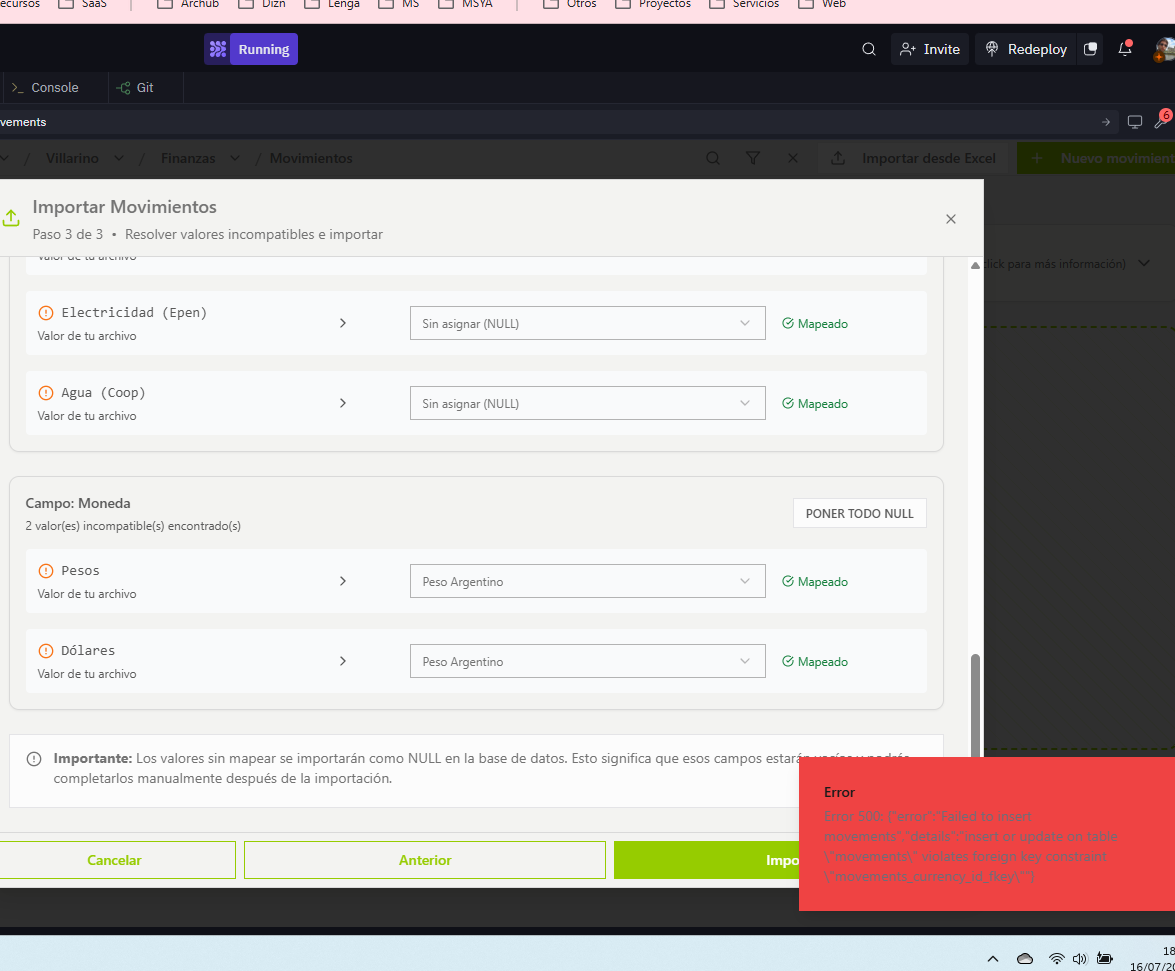 ecursos SaaS Archub Dizn Lenga MS MSYA Otros Proyectos Servicios Web
Running Invite Redeploy
>_ Console Git
vements 6
/ Villarino / Finanzas / Movimientos Importar desde Excel + Nuevo movimient
Importar Movimientos
Paso 3 de 3 • Resolver valores incompatibles e importar
Valor de tu archivo
click para más información)
Electricidad (Epen)
Valor de tu archivo
Sin asignar (NULL)
Mapeado
Agua (Coop)
Valor de tu archivo
Sin asignar (NULL)
Mapeado
Campo: Moneda
2 valor(es) incompatible(s) encontrado(s)
PONER TODO NULL
Pesos
Valor de tu archivo
Peso Argentino
Mapeado
Dólares
Valor de tu archivo
Peso Argentino
Mapeado
Importante: Los valores sin mapear se importarán como NULL en la base de datos. Esto significa que esos campos estarán vacíos y podrás
completarlos manualmente después de la importación.
Cancelar Anterior Impo
Error
Error 500: {"error":"Failed to insert
movements","details":"insert or update on table
\"movements\" violates foreign key constraint
\"movements_currency_id_fkey\""}
18
16/07/20